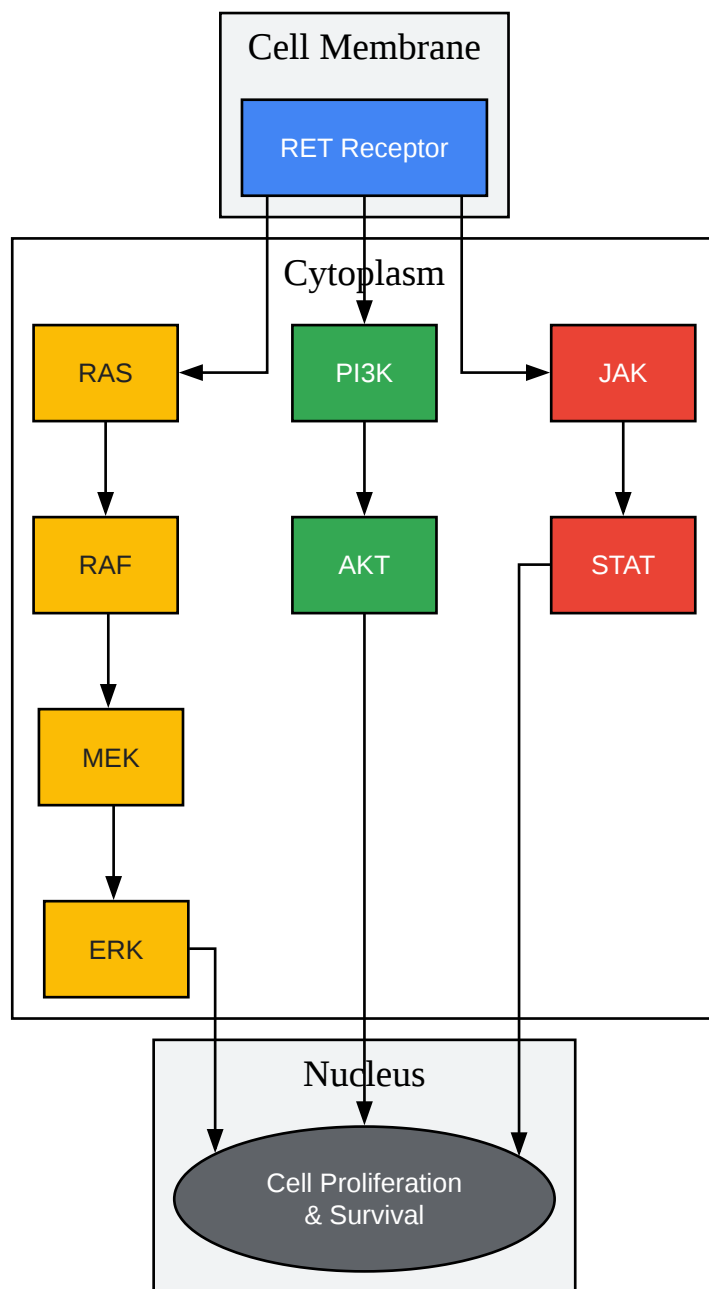 Cell Membrane
RET Receptor
Cytoplasm
RAS
PI3K
JAK
RAF
AKT
STAT
MEK
ERK
Nucleus
Cell Proliferation
& Survival